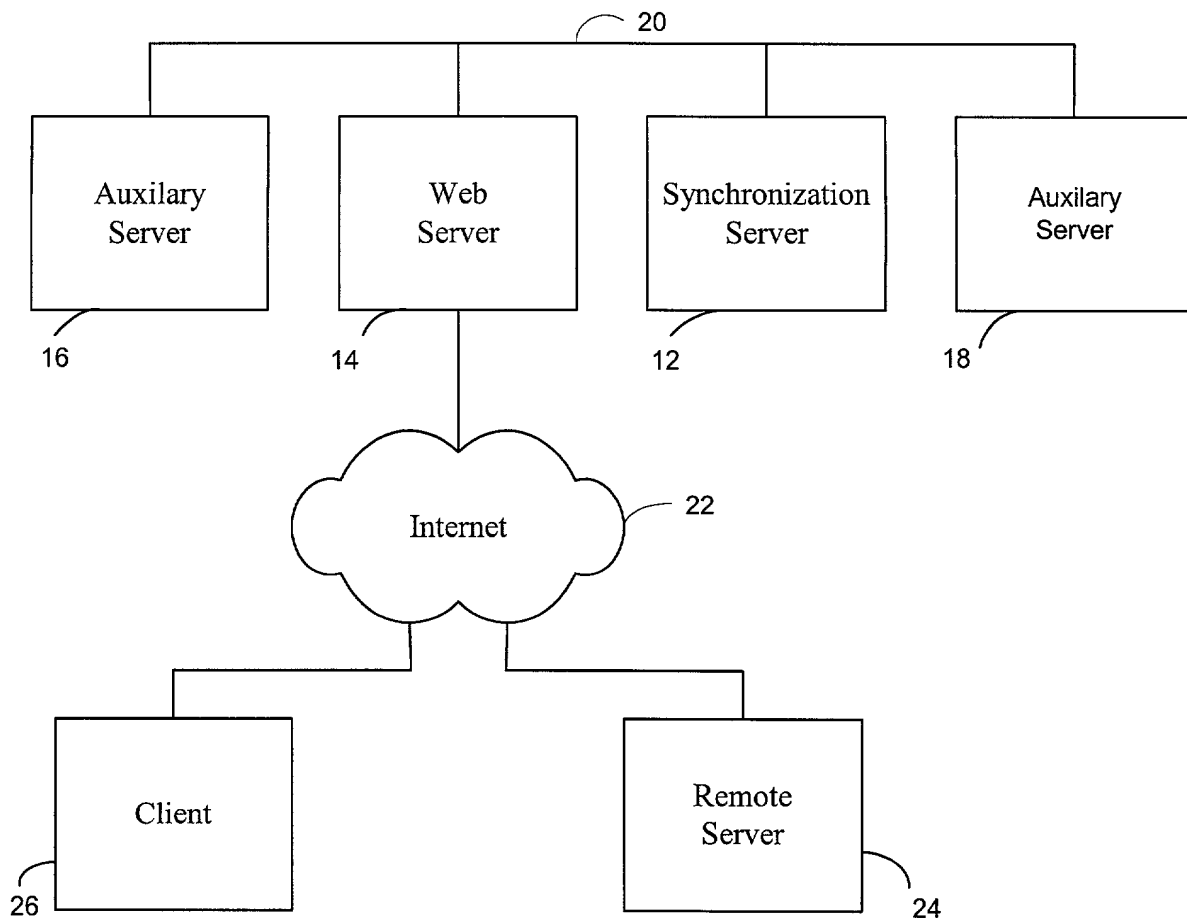 20
Auxilary
Server
Web
Server
Synchronization
Server
Auxilary
Server
16
14
12
18
Internet
22
Client
Remote
Server
26
24